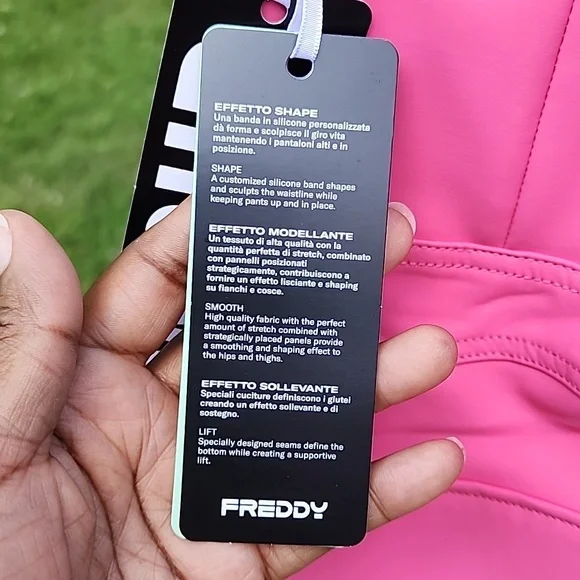 EFFETTO SHAPE
Una banda in silicone personalizzata
dà forma e scolpisce il giro vita
mantenendo i pantaloni alti e in
posizione.
SHAPE
A customized silicone band shapes
and sculpts the waistline while
keeping pants up and in place.
EFFETTO MODELLANTE
Un tessuto di alta qualità con la
quantità perfetta di stretch, combinato
con pannelli posizionati
strategicamente, contribuiscono a
fornire un effetto lisciante e shaping
su fianchi e cosce.
SMOOTH
High quality fabric with the perfect
amount of stretch combined with
strategically placed panels provide
a smoothing and shaping effect to
the hips and thighs.
EFFETTO SOLLEVANTE
Speciali cuciture definiscono i glutei
creando un effetto sollevante e di
sostegno.
LIFT
Specially designed seams define the
bottom while creating a supportive
lift.
FREDDY